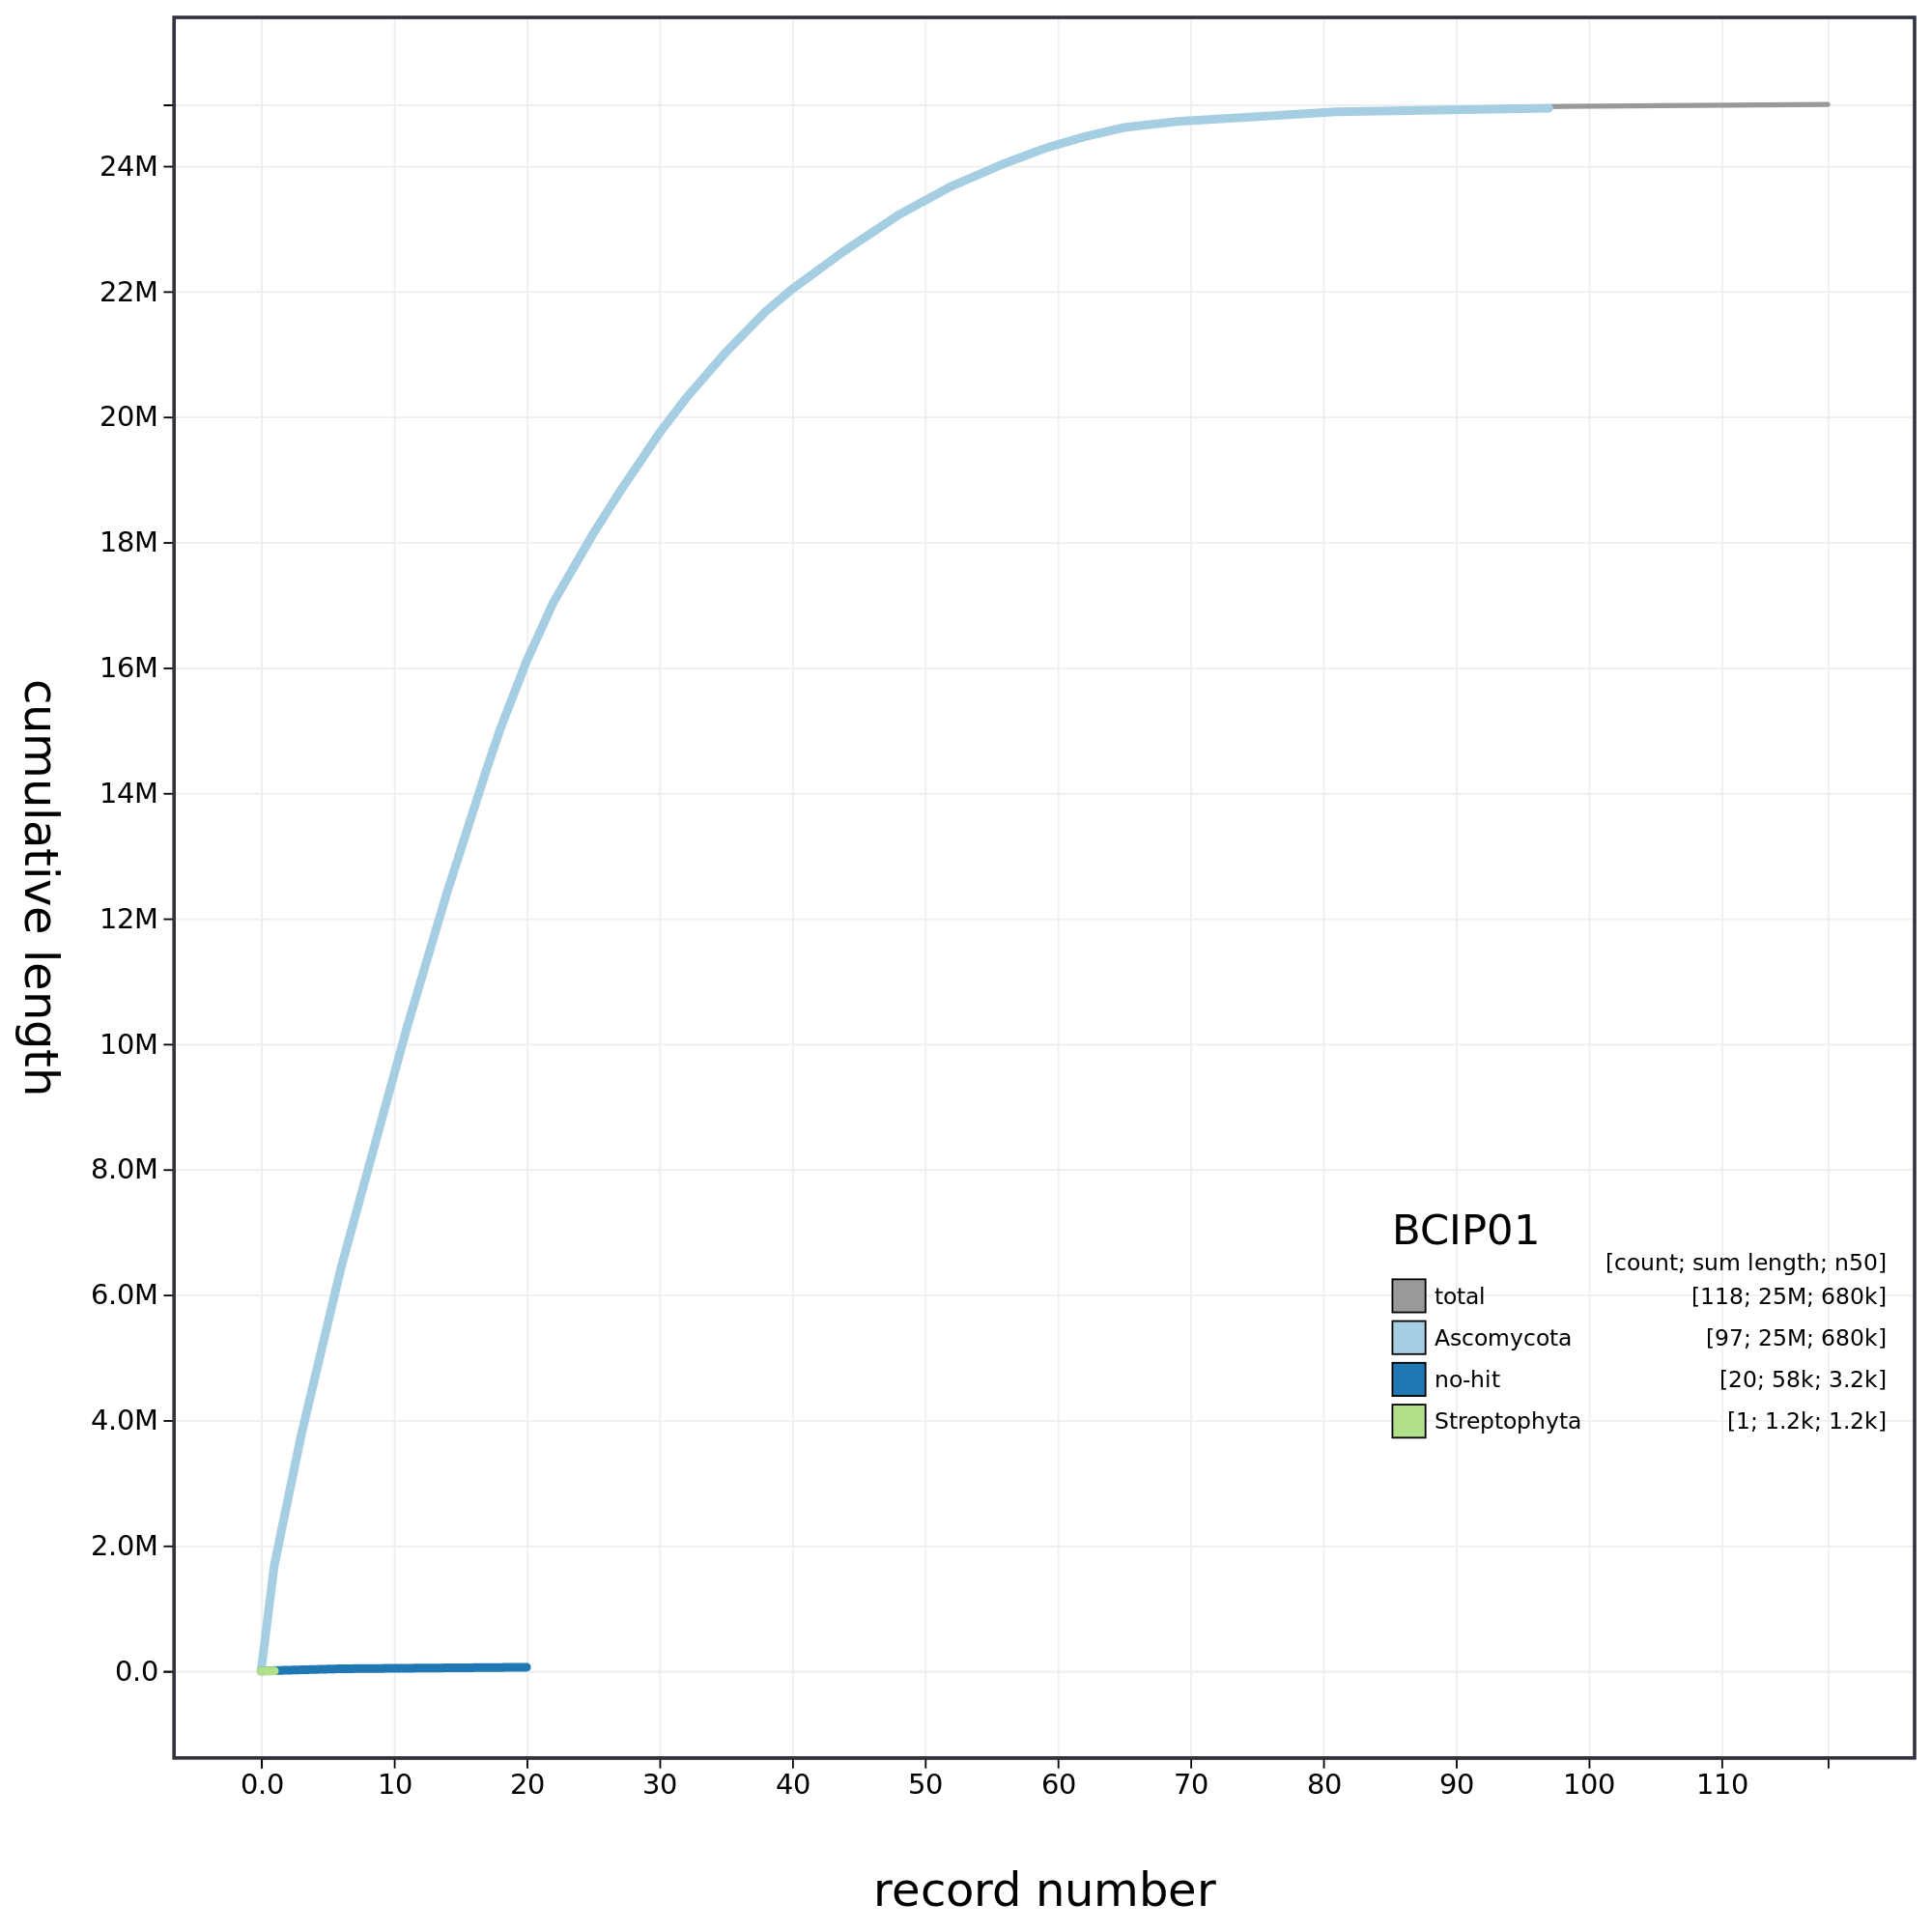 cumulative length
24M
22M
20M
18M
16M
14M
12M
10M
8.0M
6.0M
4.0M
2.0M
0.0
BCIP01
[count; sum length; n50]
total [118; 25M; 680k]
Ascomycota [97; 25M; 680k]
no-hit [20; 58k; 3.2k]
Streptophyta [1; 1.2k; 1.2k]
0.0 10 20 30 40 50 60 70 80 90 100 110
record number